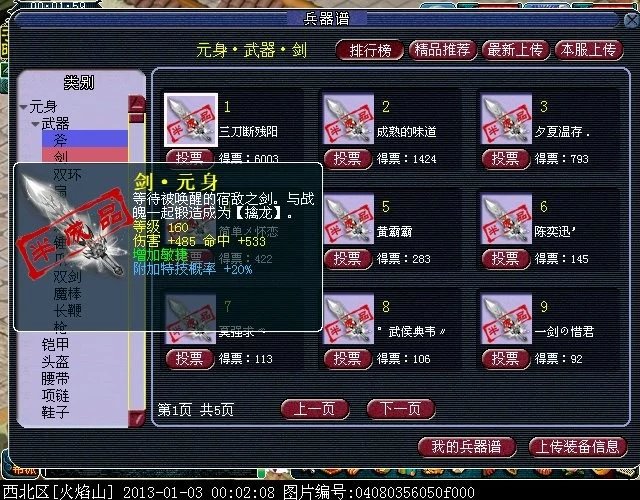 兵器谱
元身·武器·剑
排行榜
精品推荐
最新上传
本服上传
类别
元身
武器
斧
剑
双环
双剑
魔棒
长鞭
枪
铠甲
头盔
腰带
项链
鞋子
半成品
剑·元身
等待被唤醒的宿敌之剑。与战
魄一起锻造成为【擒龙】。
等级 160
伤害 +485 命中 +533
增加敏捷
附加特技概率 +20%
1
三刀断残阳
投票
得票：6003
2
成熟的味道
投票
得票：1424
3
夕夏温存.
投票
得票：793
得票：422
5
黄霸霸
投票
得票：283
6
陈奕迅'
投票
得票：145
7
莫强求
投票
得票：113
8
"武侯典韦〃
投票
得票：106
9
一剑の惜君
投票
得票：92
第1页 共5页
上一页
下一页
我的兵器谱
上传装备信息
西北区[火焰山] 2013-01-03 00:02:08 图片编号:04080356050f000